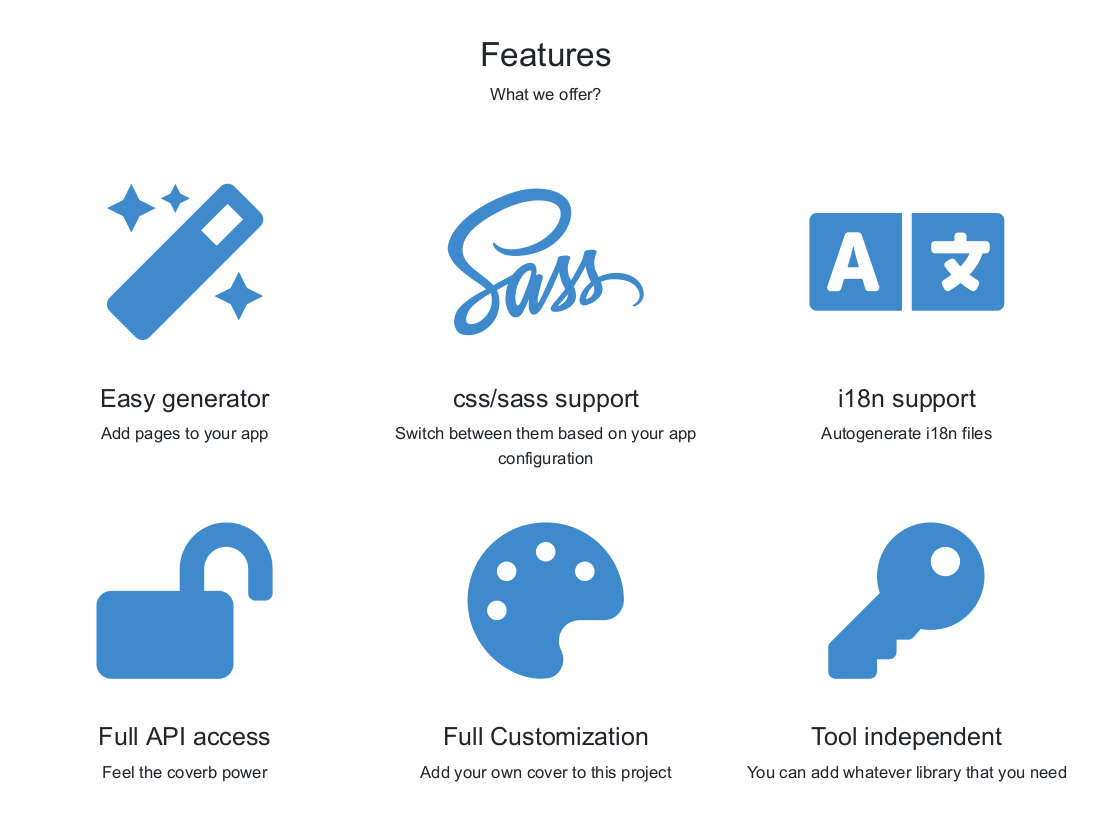 Features
What we offer?
Sass
A 文
Easy generator
css/sass support
i18n support
Add pages to your app
Switch between them based on your app
configuration
Autogenerate i18n files
Full API access
Full Customization
Tool independent
Feel the coverb power
Add your own cover to this project
You can add whatever library that you need